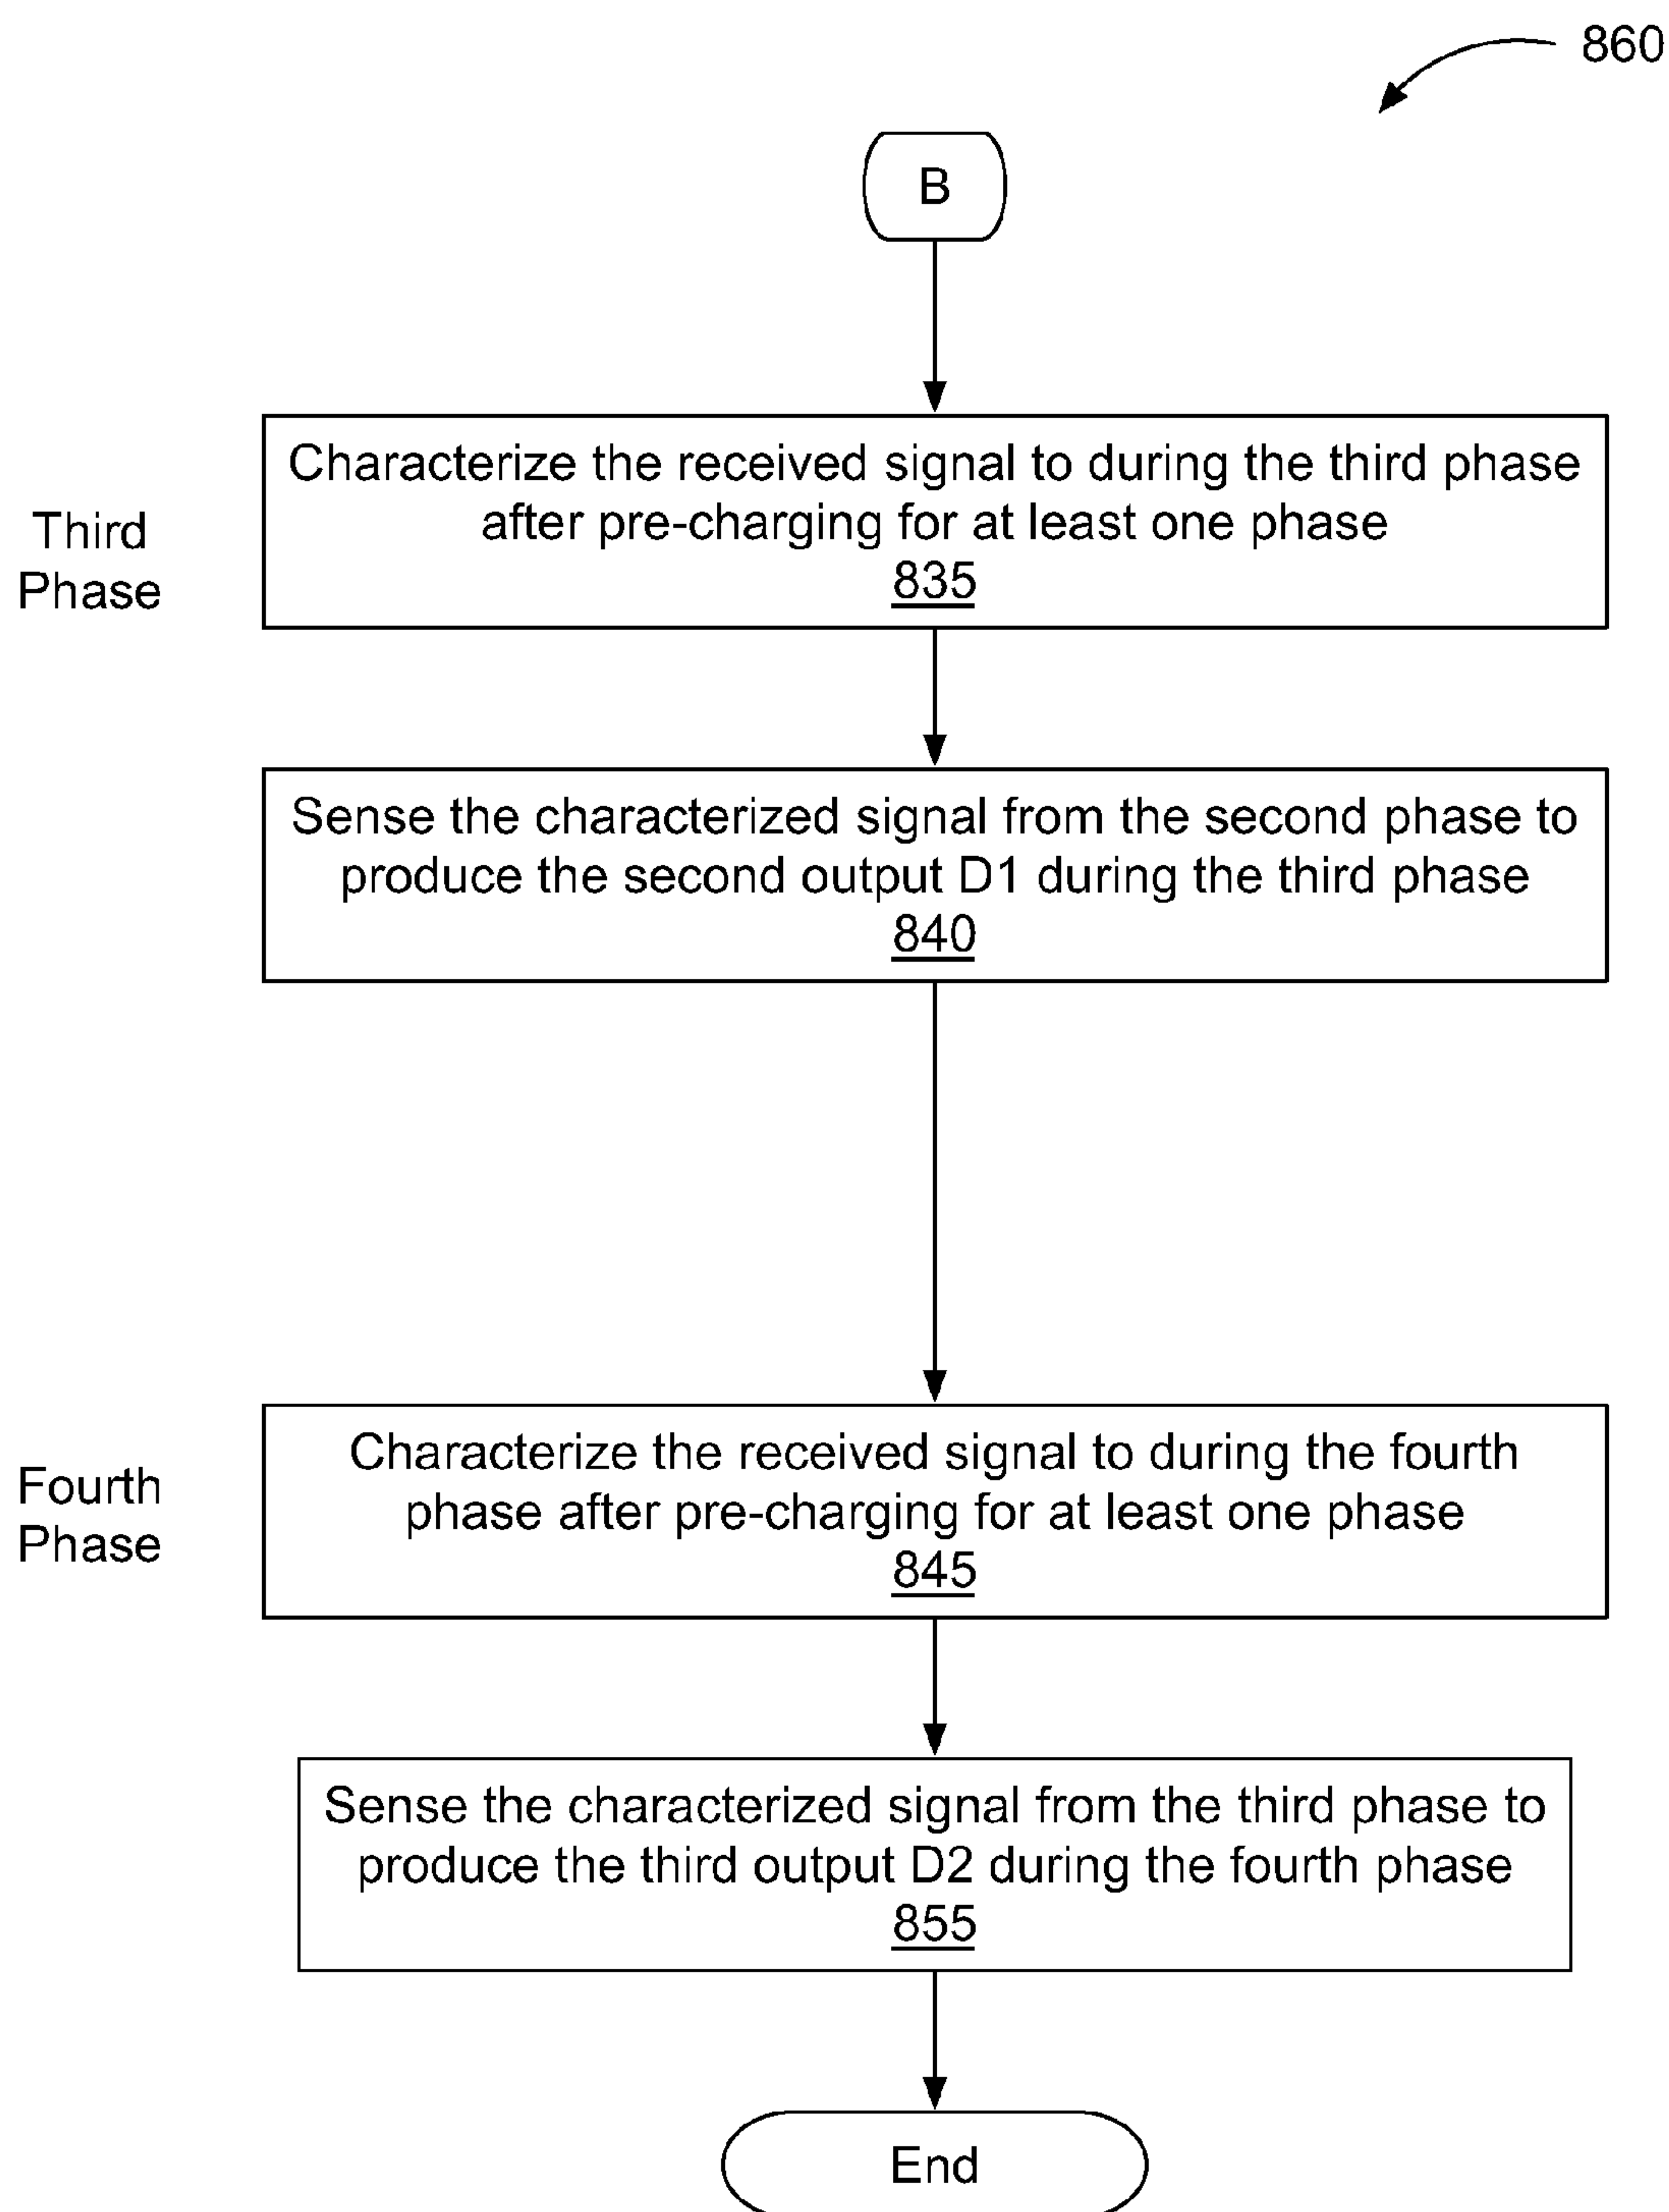 860
B
Third
Phase
Characterize the received signal to during the third phase
after pre-charging for at least one phase
835
Sense the characterized signal from the second phase to
produce the second output D1 during the third phase
840
Fourth
Phase
Characterize the received signal to during the fourth
phase after pre-charging for at least one phase
845
Sense the characterized signal from the third phase to
produce the third output D2 during the fourth phase
855
End